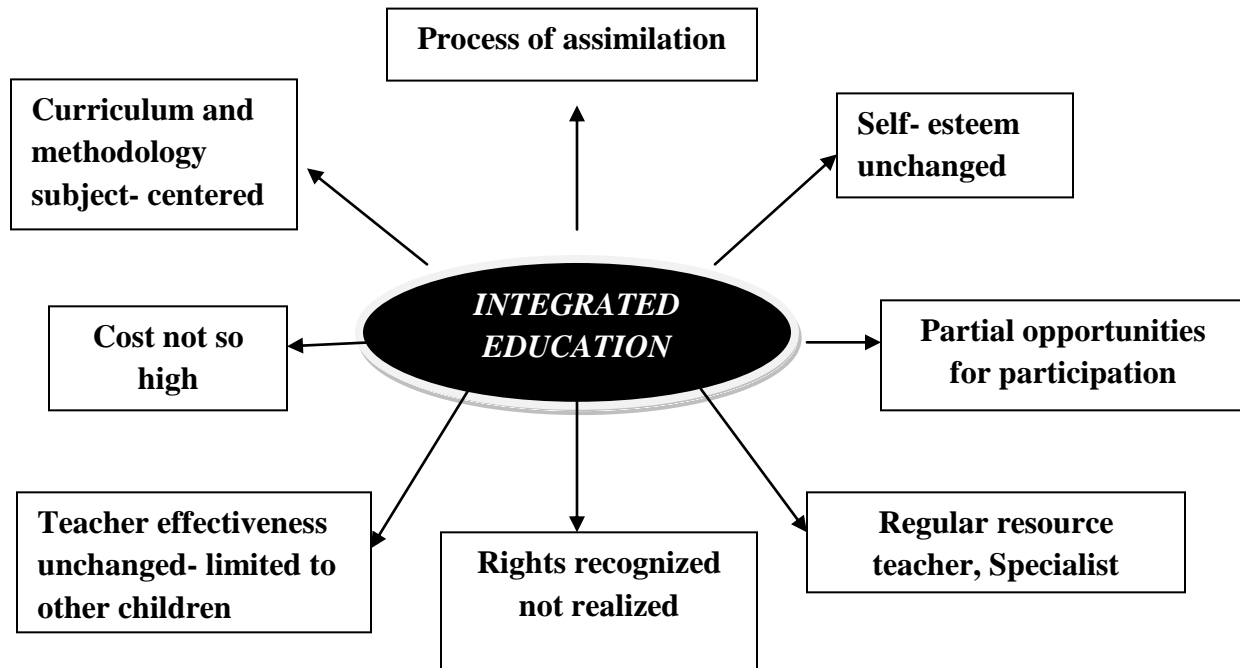 Process of assimilation
Curriculum and
methodology
subject- centered
Self- esteem
unchanged
INTEGRATED
EDUCATION
Cost not so
high
Partial opportunities
for participation
Teacher effectiveness
unchanged- limited to
other children
Rights recognized
not realized
Regular resource
teacher, Specialist